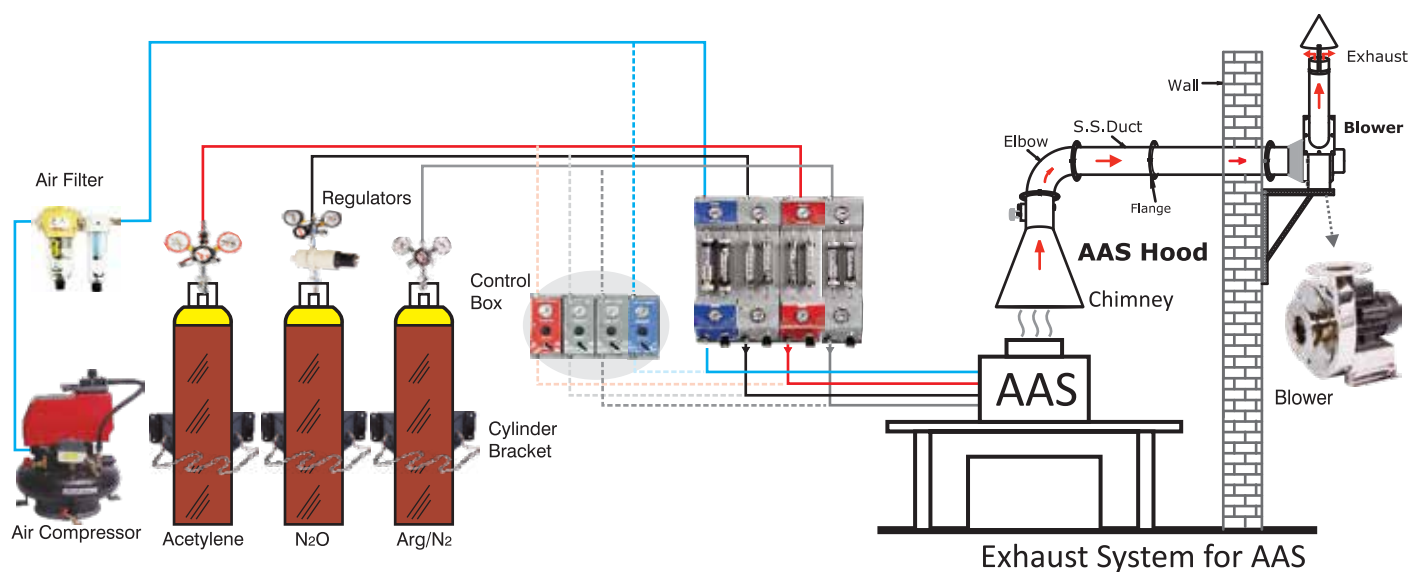 Air Filter
Regulators
Control
Box
Cylinder
Bracket
Air Compressor
Acetylene
N2O
Arg/N2
Exhaust
Wall
Blower
S.S.Duct
Elbow
Flange
AAS Hood
Chimney
AAS
Blower
Exhaust System for AAS